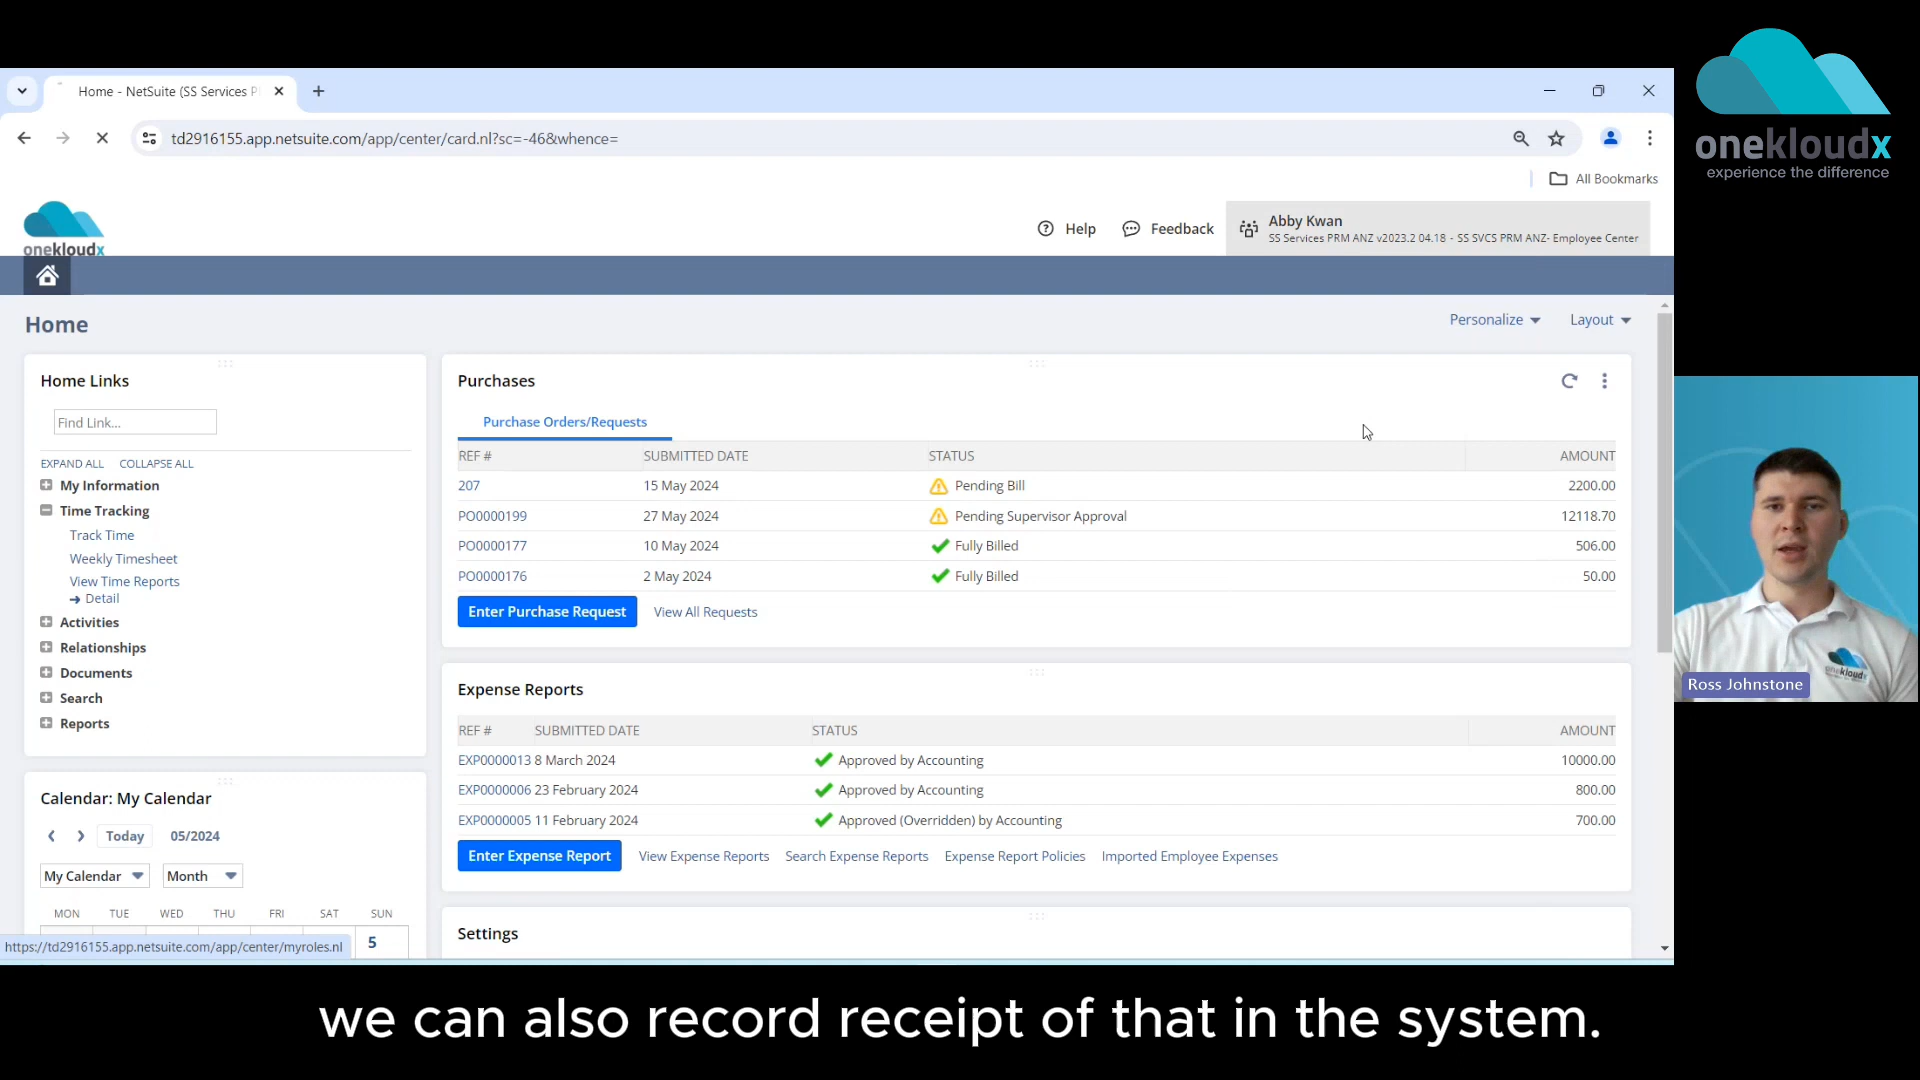 onekloudx
experience the difference
Home - NetSuite (SS Services P
td2916155.app.netsuite.com/app/center/card.nl?sc=-46&whence=
All Bookmarks
onekloudx
Help
Feedback
Abby Kwan
SS Services PRM ANZ v2023.2 04.18 - SS SVCS PRM ANZ- Employee Center
Home
Personalize
Layout
Home Links
Find Link...
EXPAND ALL COLLAPSE ALL
My Information
Time Tracking
Track Time
Weekly Timesheet
View Time Reports
Detail
Activities
Relationships
Documents
Search
Reports
Calendar: My Calendar
Today 05/2024
My Calendar Month
MON TUE WED THU FRI SAT SUN
5
https://td2916155.app.netsuite.com/app/center/myroles.nl
Purchases
Purchase Orders/Requests
REF # SUBMITTED DATE STATUS AMOUNT
207 15 May 2024 Pending Bill 2200.00
PO0000199 27 May 2024 Pending Supervisor Approval 12118.70
PO0000177 10 May 2024 Fully Billed 506.00
PO0000176 2 May 2024 Fully Billed 50.00
Enter Purchase Request View All Requests
Expense Reports
REF # SUBMITTED DATE STATUS AMOUNT
EXP0000013 8 March 2024 Approved by Accounting 10000.00
EXP0000006 23 February 2024 Approved by Accounting 800.00
EXP0000005 11 February 2024 Approved (Overridden) by Accounting 700.00
Enter Expense Report View Expense Reports Search Expense Reports Expense Report Policies Imported Employee Expenses
Settings
onekloudx
Ross Johnstone
we can also record receipt of that in the system.